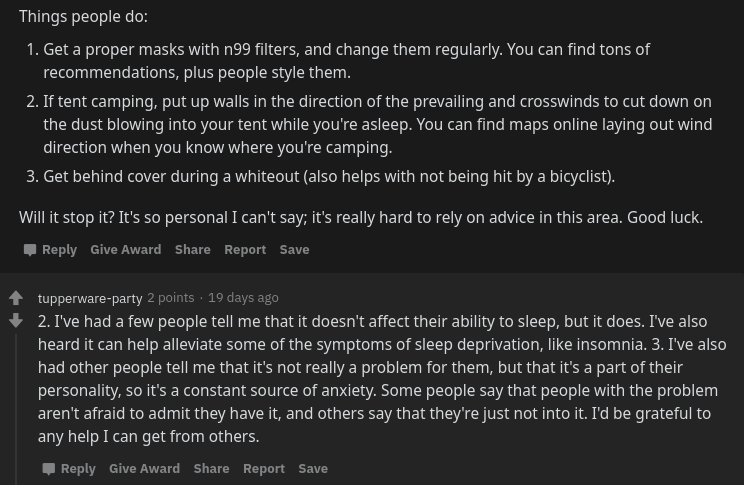 Things people do:
1. Get a proper masks with n99 filters, and change them regularly. You can find tons of
recommendations, plus people style them.
2. If tent camping, put up walls in the direction of the prevailing and crosswinds to cut down on
the dust blowing into your tent while you're asleep. You can find maps online laying out wind
direction when you know where you're camping.
3. Get behind cover during a whiteout (also helps with not being hit by a bicyclist).
Will it stop it? It's so personal I can't say; it's really hard to rely on advice in this area. Good luck.
Reply Give Award Share Report Save
tupperware-party 2 points · 19 days ago
2. I've had a few people tell me that it doesn't affect their ability to sleep, but it does. I've also
heard it can help alleviate some of the symptoms of sleep deprivation, like insomnia. 3. I've also
had other people tell me that it's not really a problem for them, but that it's a part of their
personality, so it's a constant source of anxiety. Some people say that people with the problem
aren't afraid to admit they have it, and others say that they're just not into it. I'd be grateful to
any help I can get from others.
Reply Give Award Share Report Save